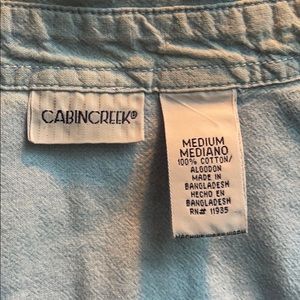 CABINCREEK®
MEDIUM
MEDIANO
100% COTTON/
ALGODON
MADE IN
BANGLADESH
HECHO EN
BANGLADESH
RN# 11935